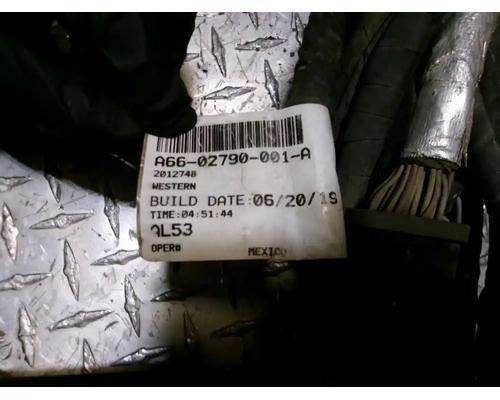 A66-02790-001-A
2012748
WESTERN
BUILD DATE:06/20/19
TIME:04:51:44
QL53
OPER#
MEXICO